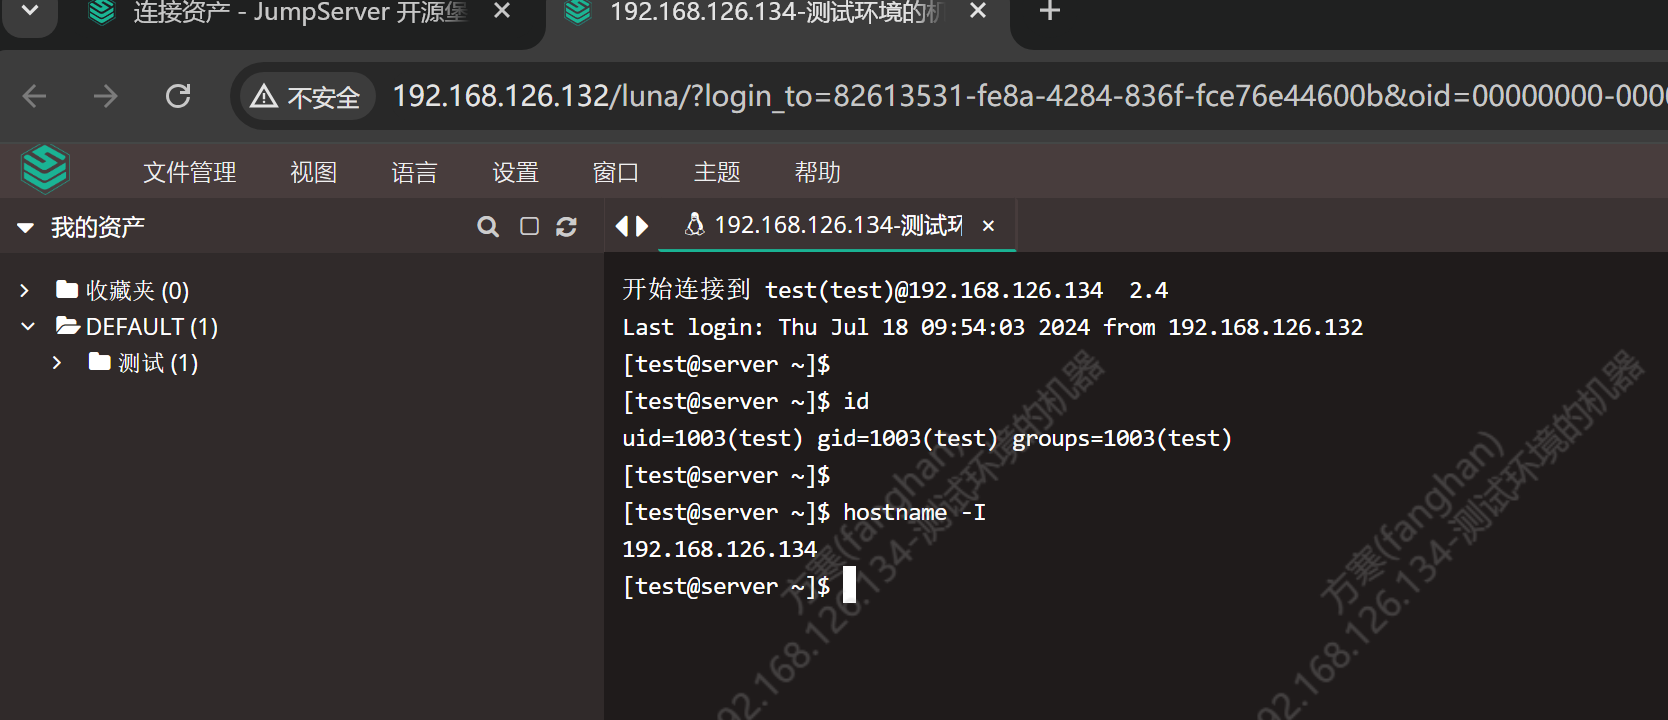 连接资产 - JumpServer 开源堡
192.168.126.134-测试环境的机
不安全
192.168.126.132/luna/?login_to=82613531-fe8a-4284-836f-fce76e44600b&oid=00000000-000
文件管理 视图 语言 设置 窗口 主题 帮助
我的资产
192.168.126.134-测试环
收藏夹 (0)
DEFAULT (1)
测试 (1)
开始连接到 test(test)@192.168.126.134  2.4
Last login: Thu Jul 18 09:54:03 2024 from 192.168.126.132
[test@server ~]$
[test@server ~]$ id
uid=1003(test) gid=1003(test) groups=1003(test)
[test@server ~]$
[test@server ~]$ hostname -I
192.168.126.134
[test@server ~]$
方寒(fanghan)
92.168.126.134-测试环境的机器
方寒(fanghan)
92.168.126.134-测试环境的机器